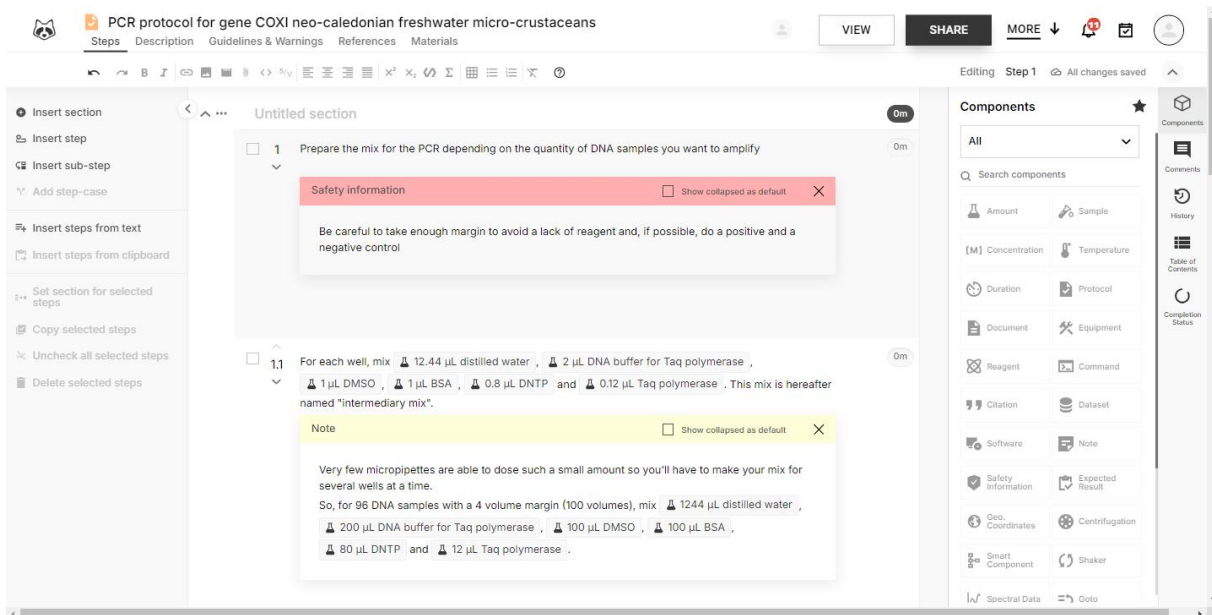 PCR protocol for gene COXI neo-caledonian freshwater micro-crustaceans
Steps Description Guidelines & Warnings References Materials
VIEW
SHARE
MORE
11
B I
Editing Step 1 All changes saved
Insert section
Insert step
Insert sub-step
Add step-case
Insert steps from text
Insert steps from clipboard
Set section for selected
steps
Copy selected steps
Uncheck all selected steps
Delete selected steps
Untitled section
0m
1 Prepare the mix for the PCR depending on the quantity of DNA samples you want to amplify
0m
Safety information
Show collapsed as default
Be careful to take enough margin to avoid a lack of reagent and, if possible, do a positive and a
negative control
1.1 For each well, mix 12.44 µL distilled water , 2 µL DNA buffer for Taq polymerase ,
0m
1 µL DMSO , 1 µL BSA , 0.8 µL DNTP and 0.12 µL Taq polymerase . This mix is hereafter
named "intermediary mix".
Note
Show collapsed as default
Very few micropipettes are able to dose such a small amount so you'll have to make your mix for
several wells at a time.
So, for 96 DNA samples with a 4 volume margin (100 volumes), mix 1244 µL distilled water ,
200 µL DNA buffer for Taq polymerase , 100 µL DMSO , 100 µL BSA ,
80 µL DNTP and 12 µL Taq polymerase .
Components
All
Search components
Amount Sample
[M] Concentration Temperature
Duration Protocol
Document Equipment
Reagent Command
Citation Dataset
Software Note
Safety
Information
Expected
Result
Geo.
Coordinates
Centrifugation
Smart
Component
Shaker
Spectral Data Goto
Components
Comments
History
Table of
Contents
Completion
Status